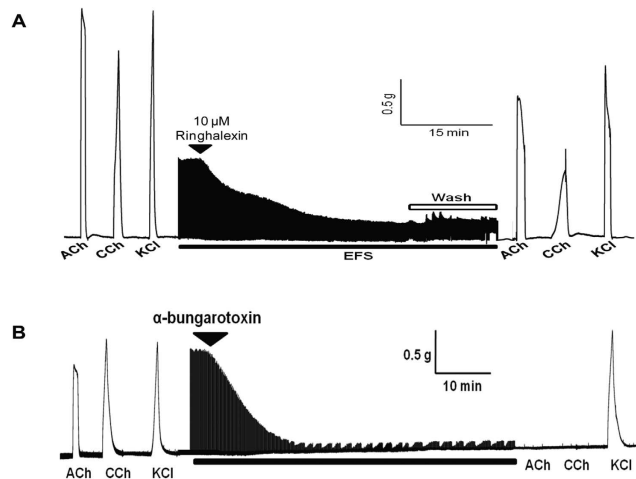 A
10 µM
Ringhalexin
0.5 g
15 min
Wash
ACh CCh KCl EFS ACh CCh KCl
B
α-bungarotoxin
0.5 g
10 min
ACh CCh KCl ACh CCh KCl